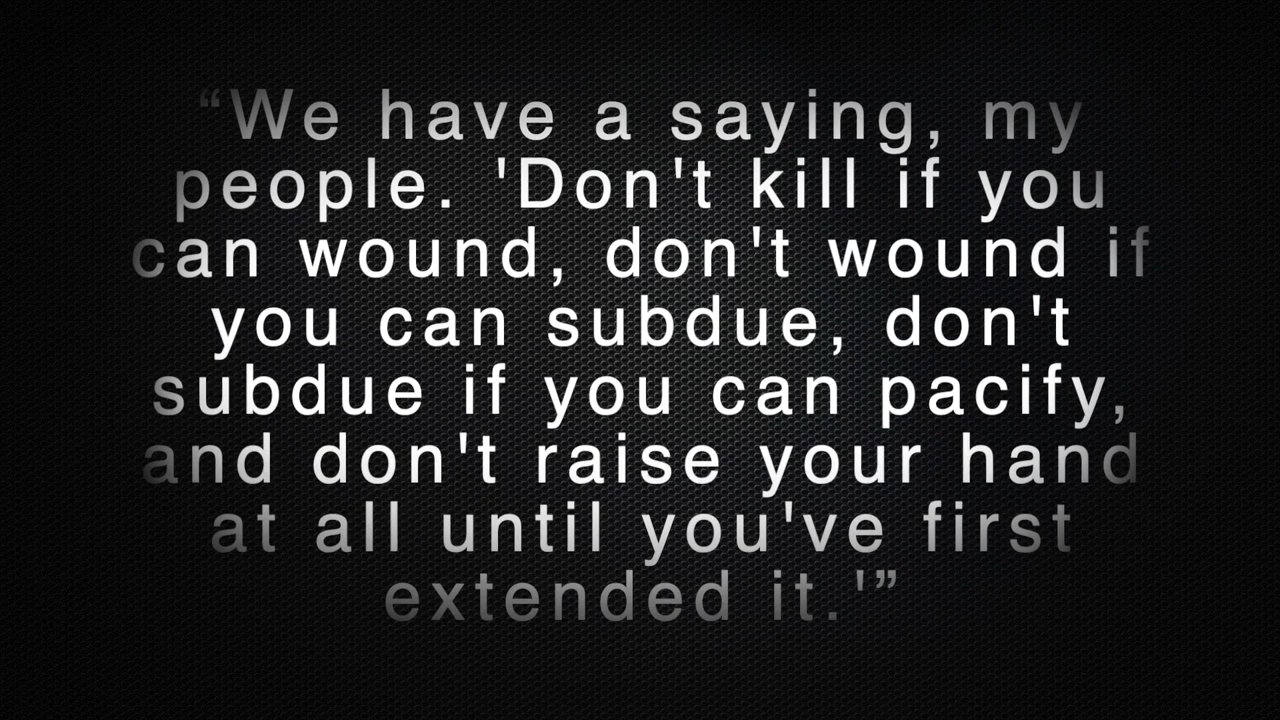 “We have a saying, my
people. 'Don't kill if you
can wound, don't wound if
you can subdue, don't
subdue if you can pacify,
and don't raise your hand
at all until you've first
extended it.'”